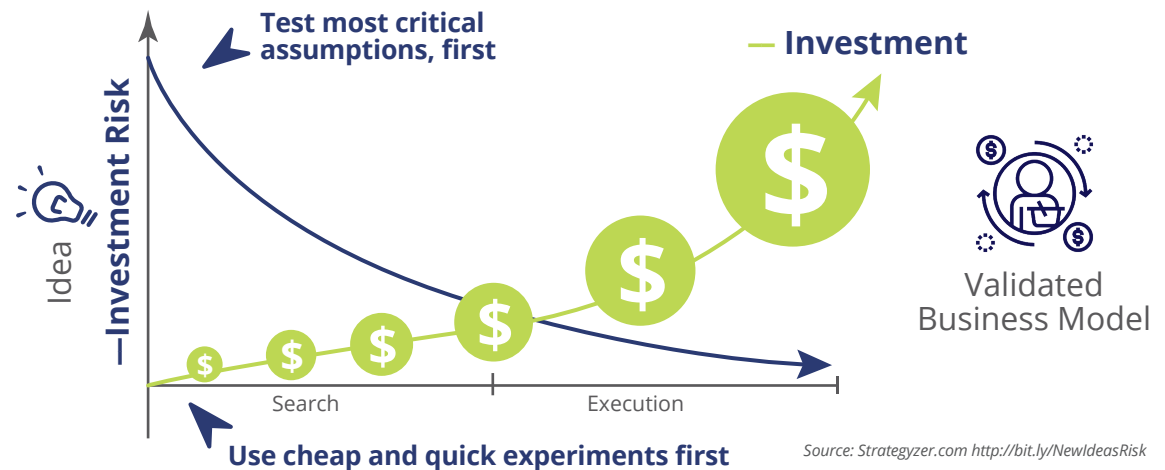 Test most critical
assumptions, first
— Investment
—Investment Risk
Idea
$
$
$
$
$
$
$
$
Validated
Business Model
Search
Execution
Use cheap and quick experiments first
Source: Strategyzer.com http://bit.ly/NewIdeasRisk